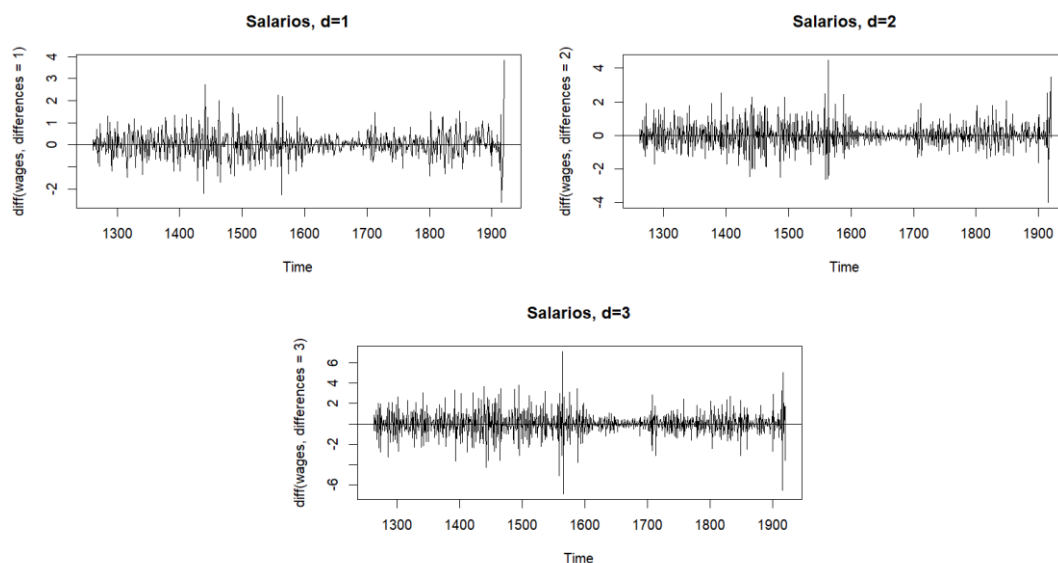 Salarios, d=1
diff(wages, differences = 1)
4
3
2
1
0
-2
1300 1400 1500 1600 1700 1800 1900
Time
Salarios, d=2
diff(wages, differences = 2)
4
2
0
-2
-4
1300 1400 1500 1600 1700 1800 1900
Time
Salarios, d=3
diff(wages, differences = 3)
6
4
2
0
-2
-6
1300 1400 1500 1600 1700 1800 1900
Time